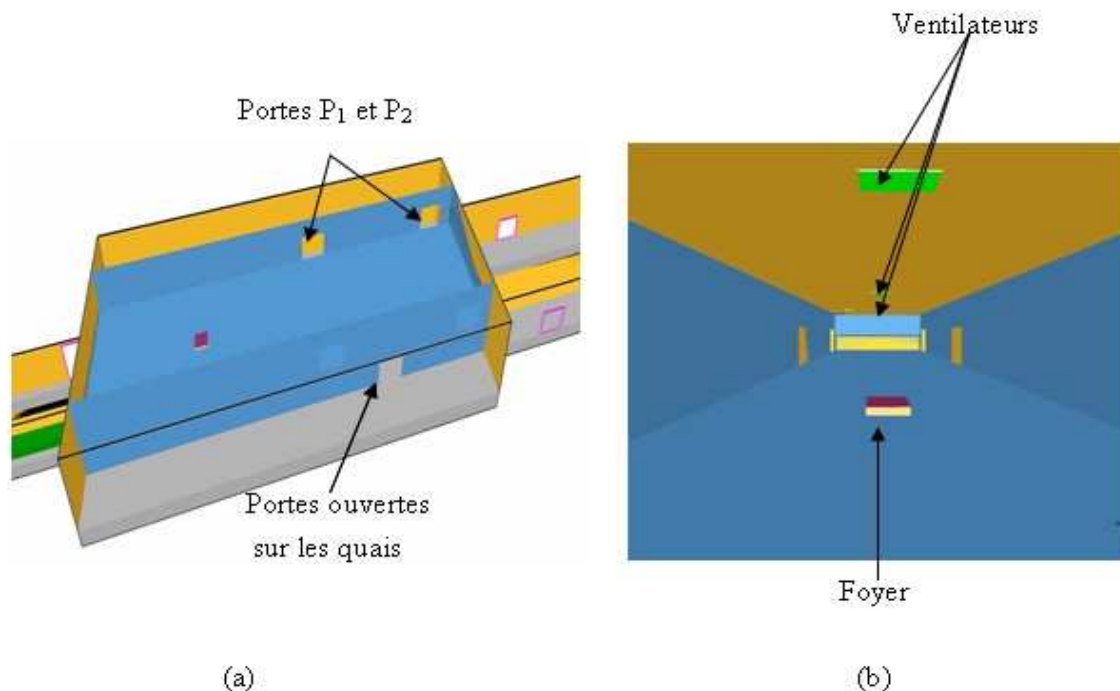 Ventilateurs
Portes P₁ et P₂
Portes ouvertes
sur les quais
Foyer
(a)
(b)